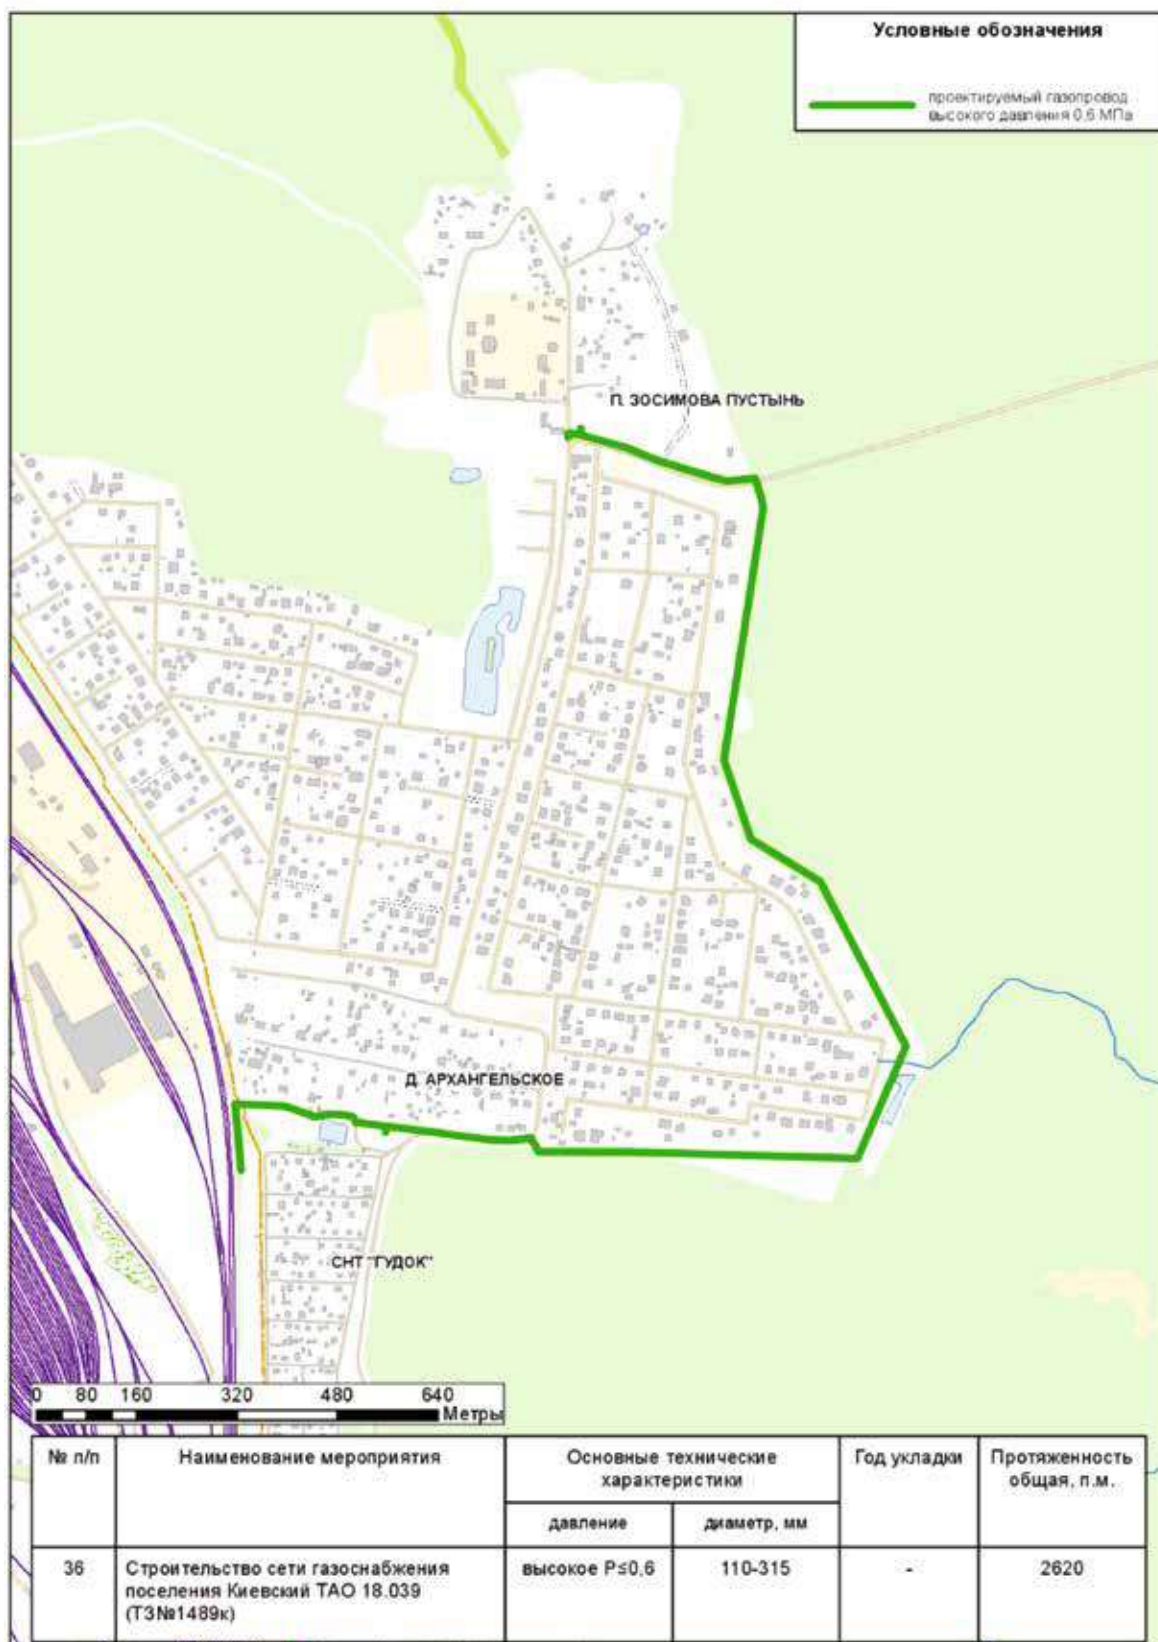 Условные обозначения
проектируемый газопровод
высокого давления 0,6 МПа
П. ЗОСИМОВА ПУСТЫНЬ
Д. АРХАНГЕЛЬСКОЕ
СНТ "ГУДОК"
0 80 160 320 480 640
Метры
№ п/п
Наименование мероприятия
Основные технические
характеристики
Год укладки
Протяженность
общая, п.м.
давление
диаметр, мм
36
Строительство сети газоснабжения
поселения Киевский ТАО 18.039
(ТЗ№1489к)
высокое P≤0,6
110-315
-
2620